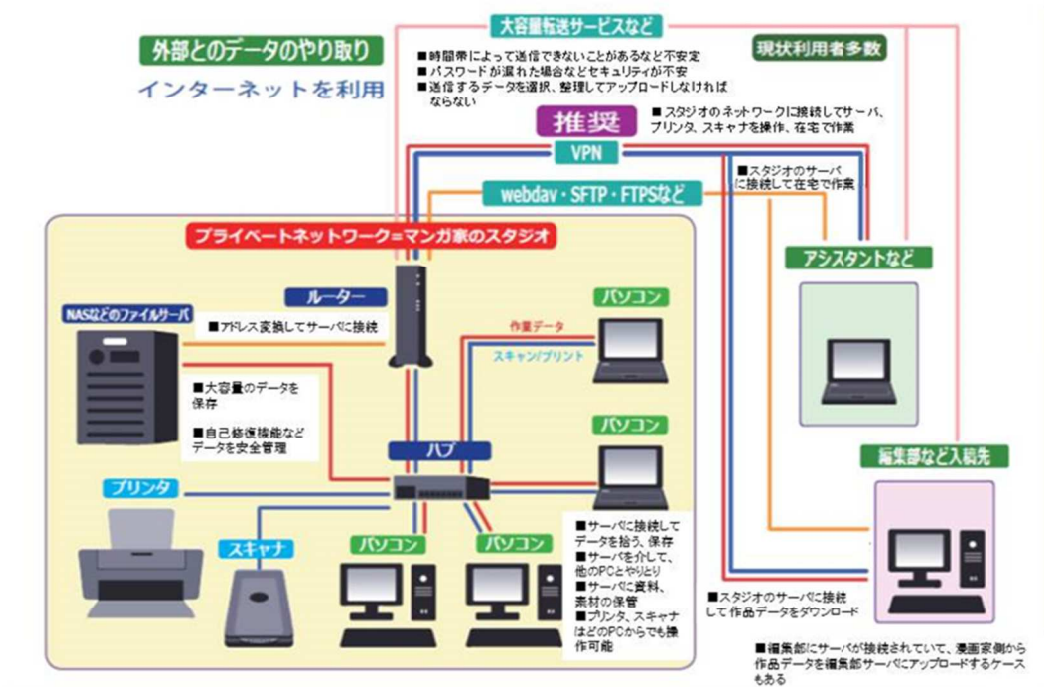 大容量転送サービスなど
外部とのデータのやり取り
インターネットを利用
■時間帯によって送信できないことがあるなど不安定
■パスワードが漏れた場合などセキュリティが不安
■送信するデータを選択、整理してアップロードしなければ
ならない
現状利用者多数
推奨
VPN
■スタジオのネットワークに接続してサーバ、
プリンタ、スキャナを操作、在宅で作業
■スタジオのサーバ
に接続して在宅で作業
webdav・SFTP・FTPSなど
プライベートネットワーク=マンガ家のスタジオ
アシスタントなど
ルーター
パソコン
NASなどのファイルサーバ
■アドレス変換してサーバに接続
作業データ
スキャン/プリント
■大容量のデータを
保存
■自己修復機能など
データを安全管理
パソコン
ハブ
編集部など入稿先
プリンタ
スキャナ
パソコン
パソコン
■サーバに接続して
データを拾う、保存
■サーバを介して、
他のPCとやりとり
■サーバに資料、
素材の保管
■プリンタ、スキャナ
はどのPCからでも操
作可能
■スタジオのサーバに接続
して作品データをダウンロード
■編集部にサーバが接続されていて、漫画家側から
作品データを編集部サーバにアップロードするケース
もある